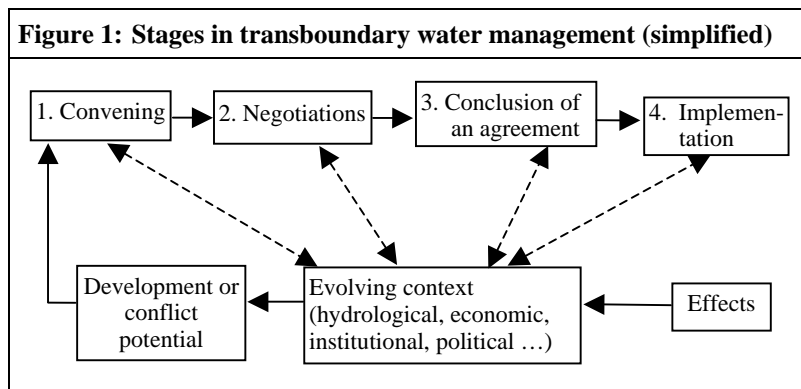 Figure 1: Stages in transboundary water management (simplified)
1. Convening
2. Negotiations
3. Conclusion of
an agreement
4. Implemen-
tation
Development or
conflict
potential
Evolving context
(hydrological, economic,
institutional, political …)
Effects